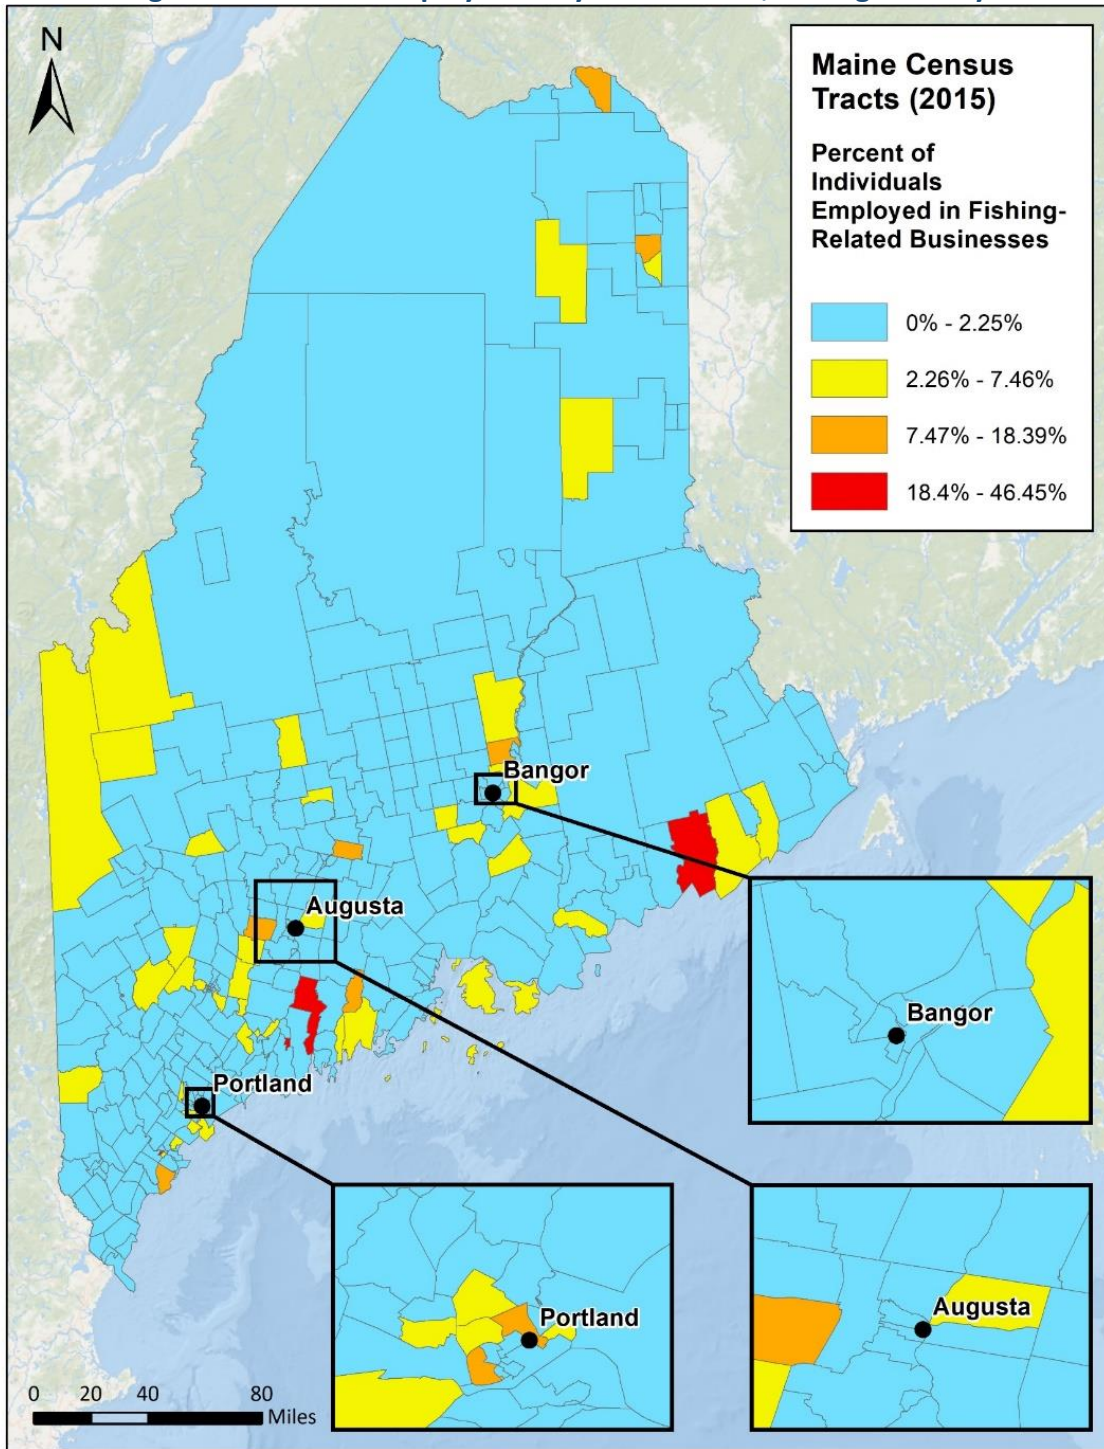 N
Maine Census
Tracts (2015)
Percent of
Individuals
Employed in Fishing-
Related Businesses
0% - 2.25%
2.26% - 7.46%
7.47% - 18.39%
18.4% - 46.45%
Bangor
Augusta
Portland
Bangor
Portland
Augusta
0 20 40 80
Miles